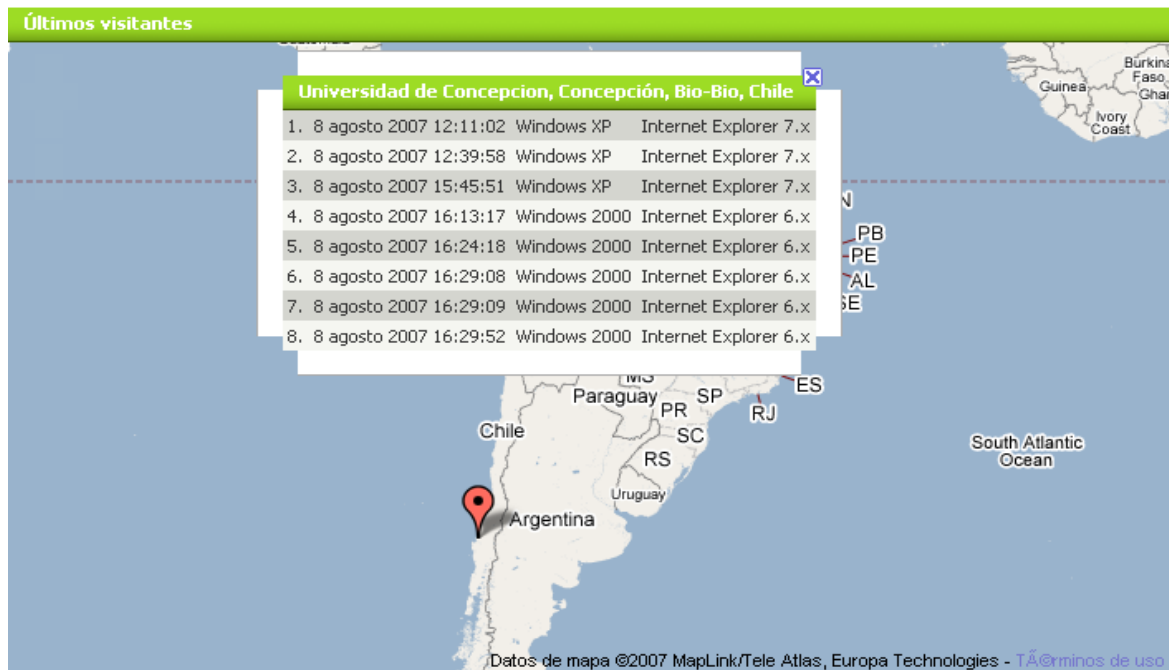 Últimos visitantes
Universidad de Concepcion, Concepción, Bio-Bio, Chile
1. 8 agosto 2007 12:11:02 Windows XP Internet Explorer 7.x
2. 8 agosto 2007 12:39:58 Windows XP Internet Explorer 7.x
3. 8 agosto 2007 15:45:51 Windows XP Internet Explorer 7.x
4. 8 agosto 2007 16:13:17 Windows 2000 Internet Explorer 6.x
5. 8 agosto 2007 16:24:18 Windows 2000 Internet Explorer 6.x
6. 8 agosto 2007 16:29:08 Windows 2000 Internet Explorer 6.x
7. 8 agosto 2007 16:29:09 Windows 2000 Internet Explorer 6.x
8. 8 agosto 2007 16:29:52 Windows 2000 Internet Explorer 6.x
Burkina
Faso
Guinea
Ghan
Ivory
Coast
N
PB
PE
AL
SE
ES
MS
Paraguay
SP
PR
RJ
Chile
SC
RS
South Atlantic
Ocean
Uruguay
Argentina
Datos de mapa ©2007 MapLink/Tele Atlas, Europa Technologies - TÃ©rminos de uso